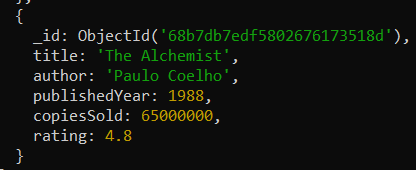 },
{
_id: ObjectId('68b7db7edf5802676173518d'),
title: 'The Alchemist',
author: 'Paulo Coelho',
publishedYear: 1988,
copiesSold: 65000000,
rating: 4.8
}